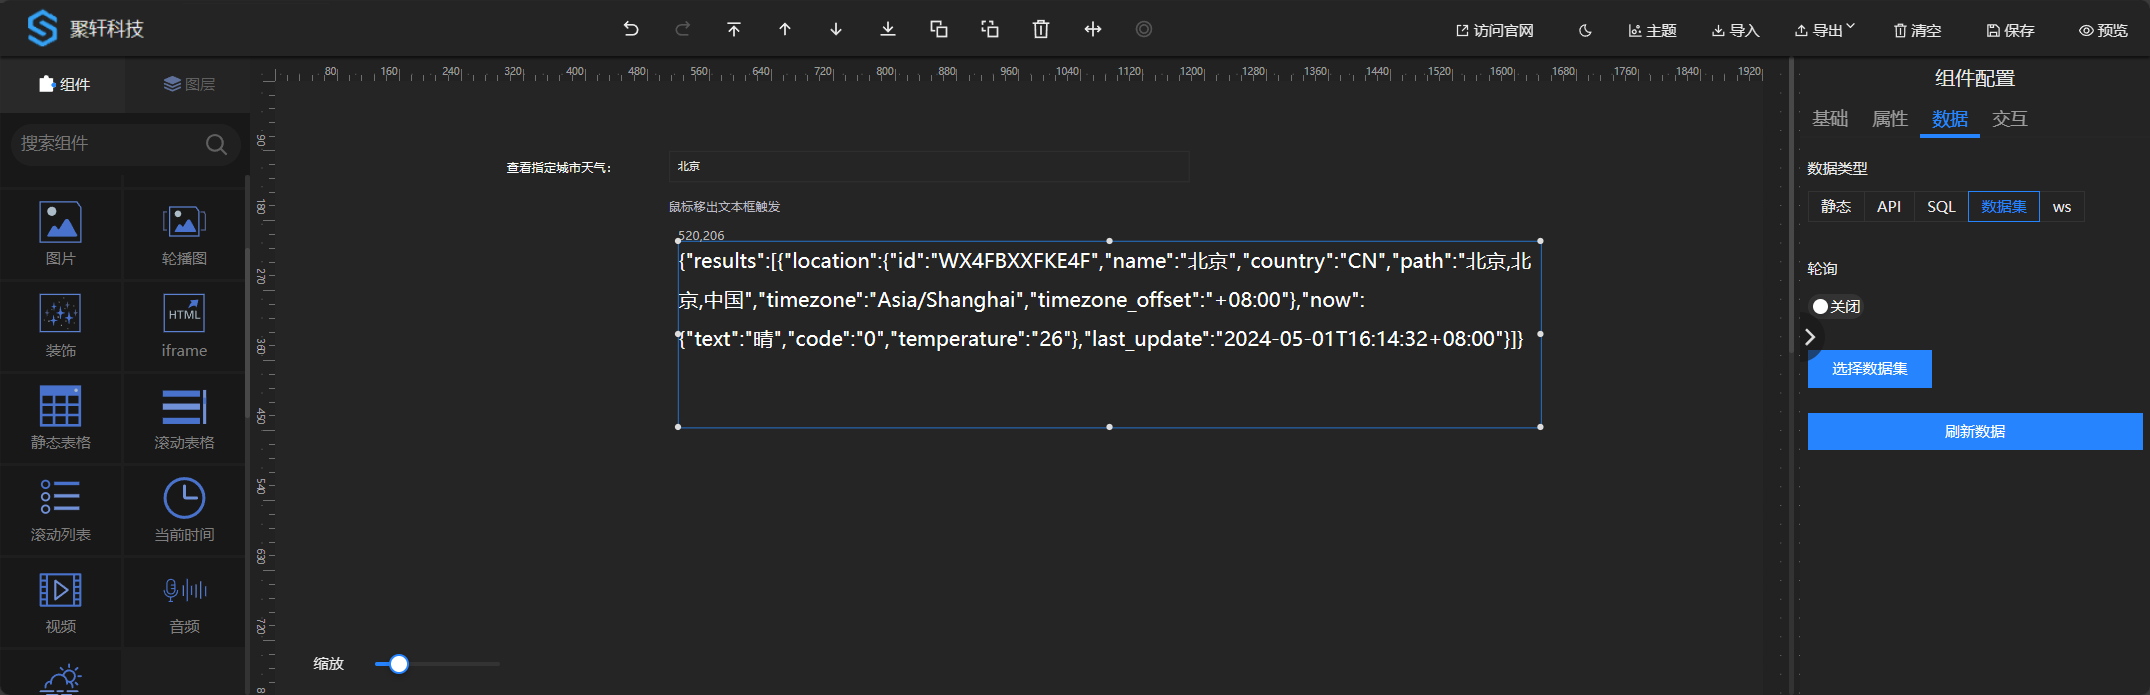 聚轩科技
访问官网
主题
导入
导出
清空
保存
预览
组件
图层
搜索组件
图片
轮播图
装饰
HTML
iframe
静态表格
滚动表格
滚动列表
当前时间
视频
音频
80 160 240 320 400 480 560 640 720 800 880 960 1040 1120 1200 1280 1360 1440 1520 1600 1680 1760 1840 1920
90
180
270
360
450
540
630
720
8
查看指定城市天气：
北京
鼠标移出文本框触发
520,206
{"results":[{"location":{"id":"WX4FBXXFKE4F","name":"北京","country":"CN","path":"北京,北
京,中国","timezone":"Asia/Shanghai","timezone_offset":"+08:00"},"now":
{"text":"晴","code":"0","temperature":"26"},"last_update":"2024-05-01T16:14:32+08:00"}]}
缩放
组件配置
基础 属性 数据 交互
数据类型
静态 API SQL 数据集 ws
轮询
关闭
选择数据集
刷新数据